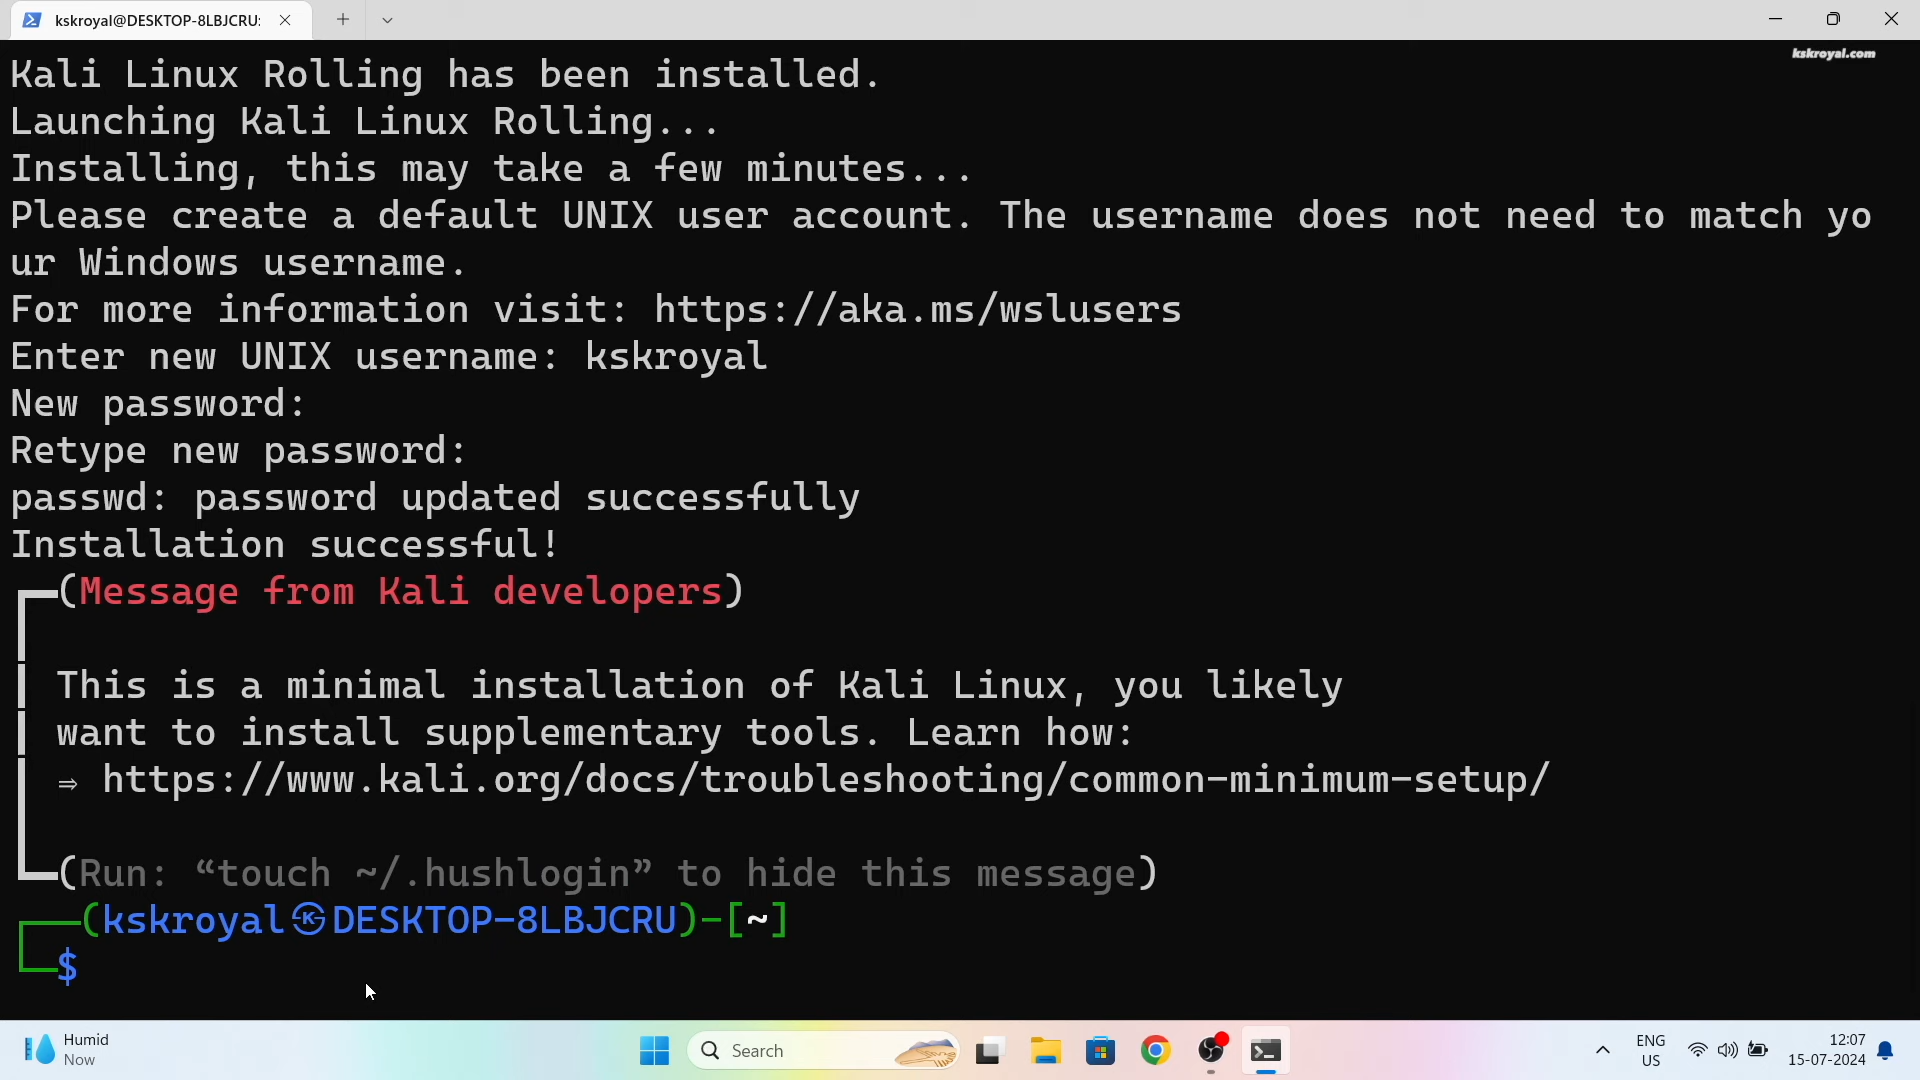 kskroyal@DESKTOP-8LBJCRU:
kskroyal.com
Kali Linux Rolling has been installed.
Launching Kali Linux Rolling...
Installing, this may take a few minutes...
Please create a default UNIX user account. The username does not need to match yo
ur Windows username.
For more information visit: https://aka.ms/wslusers
Enter new UNIX username: kskroyal
New password:
Retype new password:
passwd: password updated successfully
Installation successful!
┏━(Message from Kali developers)
┃
┃ This is a minimal installation of Kali Linux, you likely
┃ want to install supplementary tools. Learn how:
┃ ⇒ https://www.kali.org/docs/troubleshooting/common-minimum-setup/
┃
┗━(Run: “touch ~/.hushlogin” to hide this message)
┌──(kskroyal㉿DESKTOP-8LBJCRU)-[~]
└─$
Humid
Now
Search
ENG
US
12:07
15-07-2024